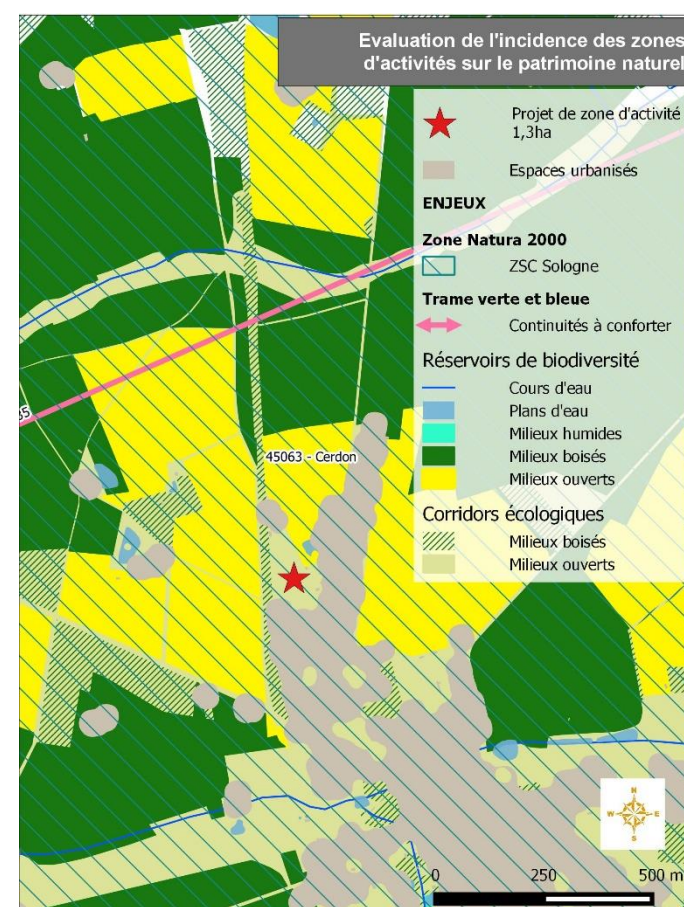 Evaluation de l'incidence des zones
d'activités sur le patrimoine naturel
Projet de zone d'activité
1,3ha
Espaces urbanisés
ENJEUX
Zone Natura 2000
ZSC Sologne
Trame verte et bleue
Continuités à conforter
Réservoirs de biodiversité
Cours d'eau
Plans d'eau
Milieux humides
Milieux boisés
Milieux ouverts
Corridors écologiques
Milieux boisés
Milieux ouverts
45063 - Cerdon
N
W E
S
0 250 500 m